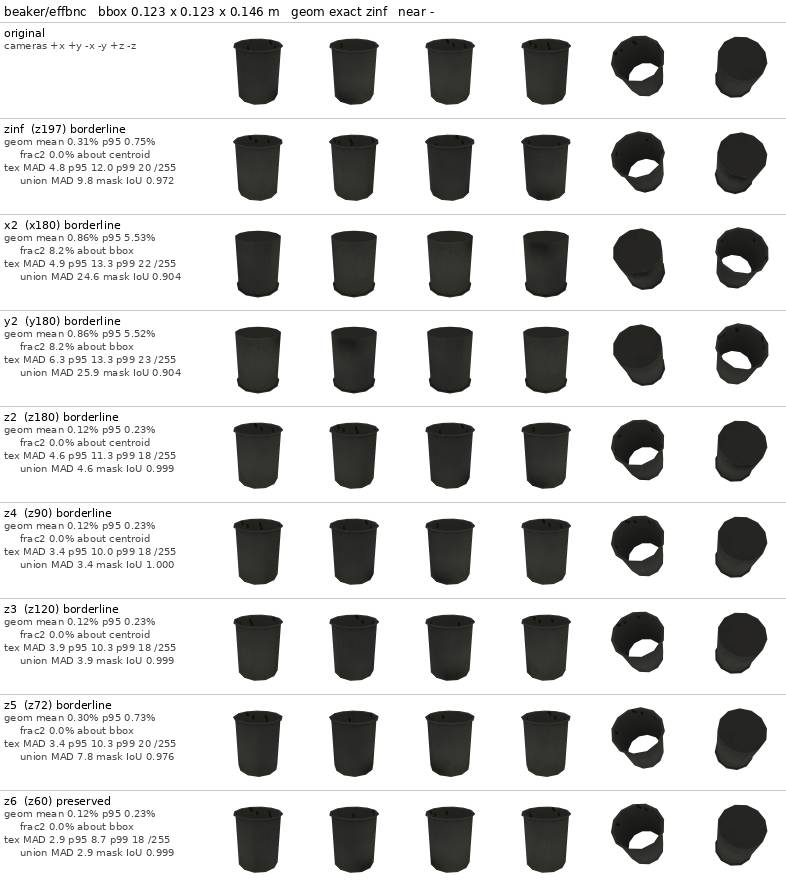 beaker/effbnc   bbox 0.123 x 0.123 x 0.146 m   geom exact zinf   near -
original
cameras +x +y -x -y +z -z
zinf  (z197) borderline
geom mean 0.31% p95 0.75%
frac2 0.0% about centroid
tex MAD 4.8 p95 12.0 p99 20 /255
union MAD 9.8 mask IoU 0.972
x2  (x180) borderline
geom mean 0.86% p95 5.53%
frac2 8.2% about bbox
tex MAD 4.9 p95 13.3 p99 22 /255
union MAD 24.6 mask IoU 0.904
y2  (y180) borderline
geom mean 0.86% p95 5.52%
frac2 8.2% about bbox
tex MAD 6.3 p95 13.3 p99 23 /255
union MAD 25.9 mask IoU 0.904
z2  (z180) borderline
geom mean 0.12% p95 0.23%
frac2 0.0% about centroid
tex MAD 4.6 p95 11.3 p99 18 /255
union MAD 4.6 mask IoU 0.999
z4  (z90) borderline
geom mean 0.12% p95 0.23%
frac2 0.0% about centroid
tex MAD 3.4 p95 10.0 p99 18 /255
union MAD 3.4 mask IoU 1.000
z3  (z120) borderline
geom mean 0.12% p95 0.23%
frac2 0.0% about centroid
tex MAD 3.9 p95 10.3 p99 18 /255
union MAD 3.9 mask IoU 0.999
z5  (z72) borderline
geom mean 0.30% p95 0.73%
frac2 0.0% about bbox
tex MAD 3.4 p95 10.3 p99 20 /255
union MAD 7.8 mask IoU 0.976
z6  (z60) preserved
geom mean 0.12% p95 0.23%
frac2 0.0% about bbox
tex MAD 2.9 p95 8.7 p99 18 /255
union MAD 2.9 mask IoU 0.999